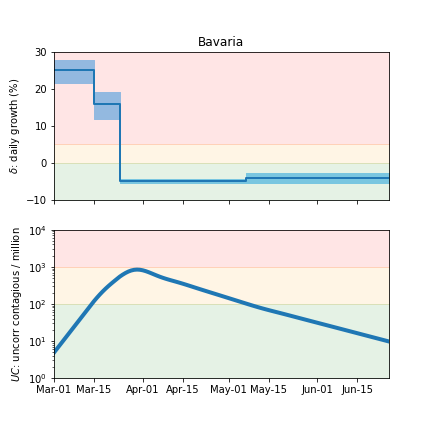 Bavaria
δ: daily growth (%)
30
20
10
0
−10
UC: uncorr contagious / million
10⁴
10³
10²
10¹
10⁰
Mar-01 Mar-15 Apr-01 Apr-15 May-01 May-15 Jun-01 Jun-15